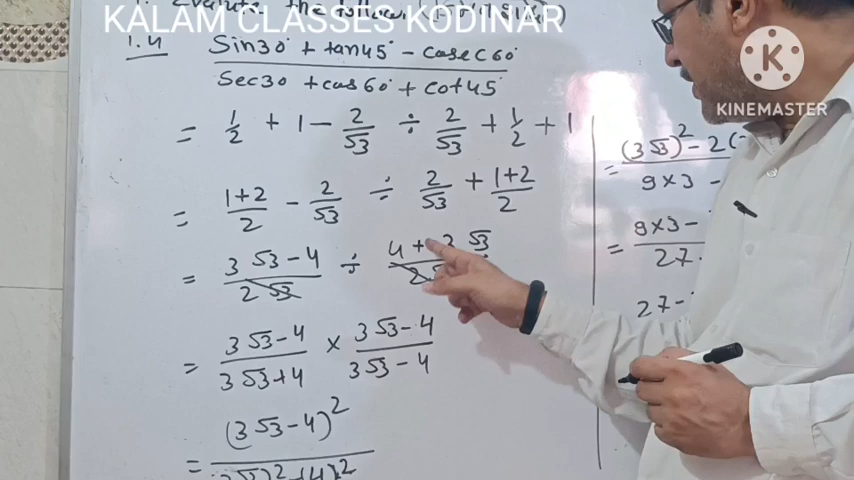 KALAM CLASSES KODINAR
1. Evaluate the
1.4 Sin30° + tan45° - cosec60°
Sec30 + cos60° + cot45°
= 1/2 + 1 - 2/√3 ÷ 2/√3 + 1/2 + 1
= 1+2/2 - 2/√3 ÷ 2/√3 + 1+2/2
= 3√3-4/2√3 ÷ 4+3√3
= 3√3-4/3√3+4 × 3√3-4/3√3-4
= (3√3-4)²
= (3√3)² - 2(
9×3 -
= 9×3 -
27
27 -
KINEMASTER